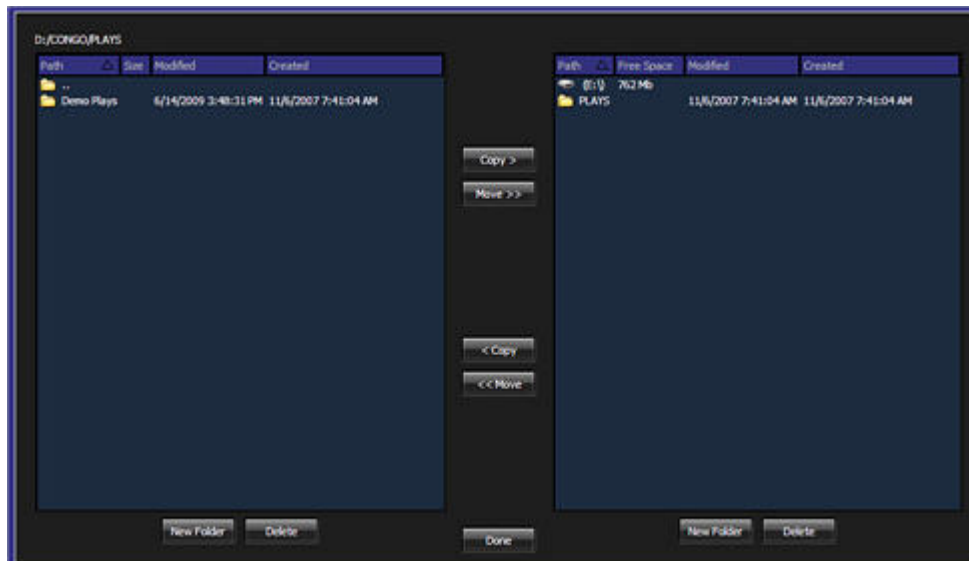 D:/CONGO/PLAYS
Path Size Modified Created
..
Demo Plays 6/14/2009 3:48:31 PM 11/6/2007 7:41:04 AM
Copy >
Move >>
< Copy
<< Move
New Folder Delete
Done
Path Free Space Modified Created
(E:\) 762 Mb
PLAYS 11/6/2007 7:41:04 AM 11/6/2007 7:41:04 AM
New Folder Delete